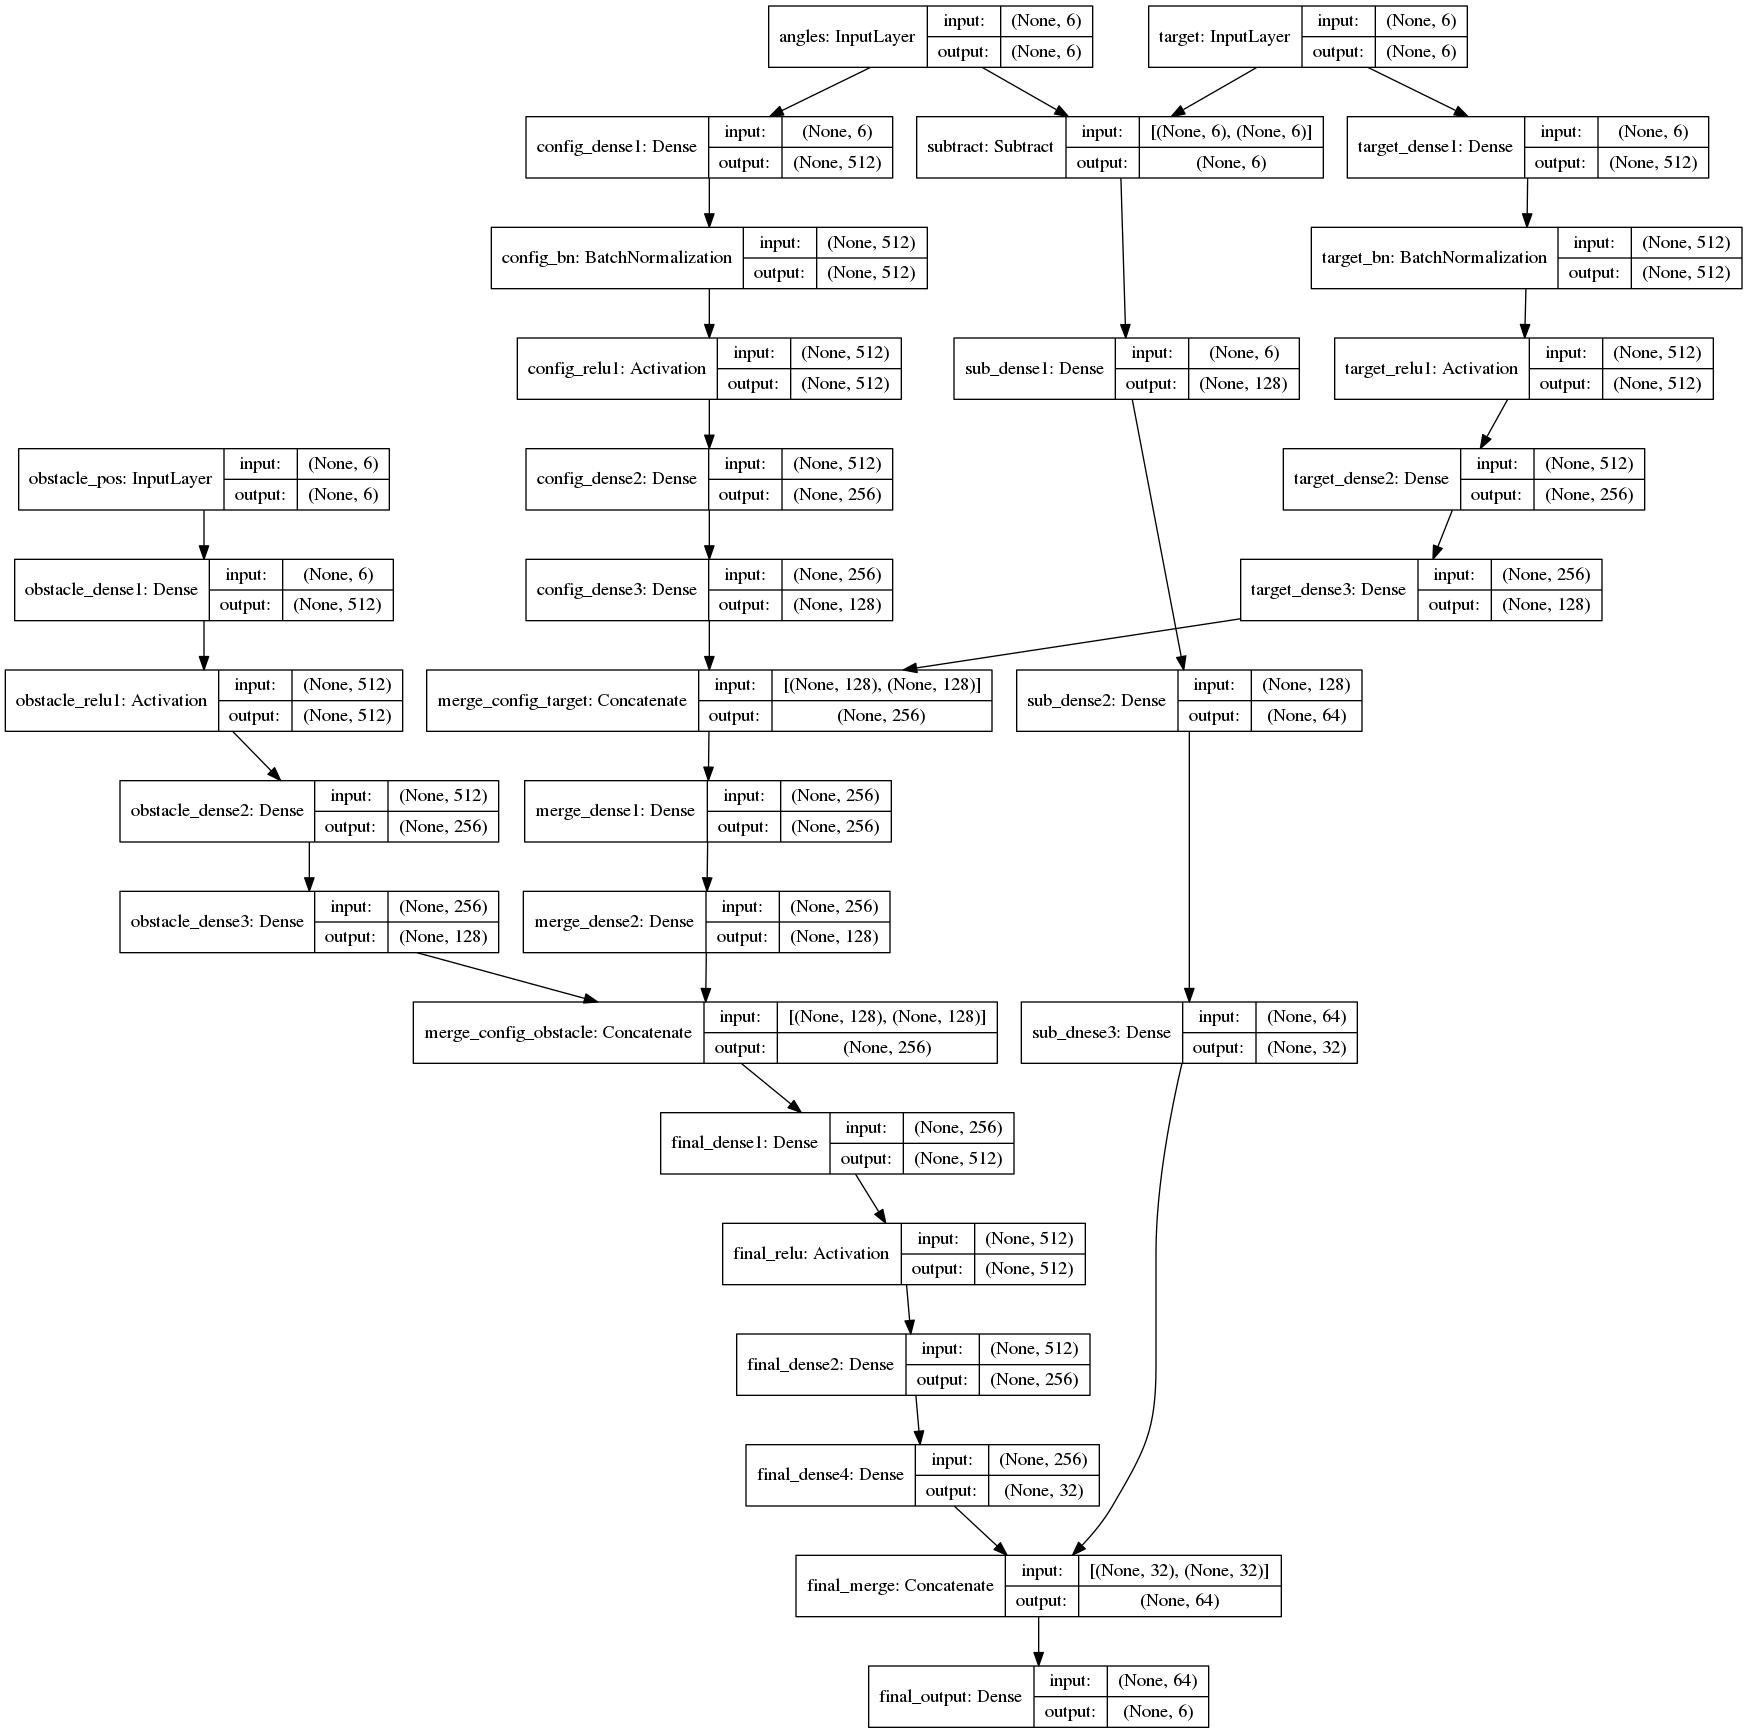 angles: InputLayer
input:
(None, 6)
output:
(None, 6)
target: InputLayer
input:
(None, 6)
output:
(None, 6)
config_dense1: Dense
input:
(None, 6)
output:
(None, 512)
subtract: Subtract
input:
[(None, 6), (None, 6)]
output:
(None, 6)
target_dense1: Dense
input:
(None, 6)
output:
(None, 512)
config_bn: BatchNormalization
input:
(None, 512)
output:
(None, 512)
target_bn: BatchNormalization
input:
(None, 512)
output:
(None, 512)
config_relu1: Activation
input:
(None, 512)
output:
(None, 512)
sub_dense1: Dense
input:
(None, 6)
output:
(None, 128)
target_relu1: Activation
input:
(None, 512)
output:
(None, 512)
obstacle_pos: InputLayer
input:
(None, 6)
output:
(None, 6)
config_dense2: Dense
input:
(None, 512)
output:
(None, 256)
target_dense2: Dense
input:
(None, 512)
output:
(None, 256)
obstacle_dense1: Dense
input:
(None, 6)
output:
(None, 512)
config_dense3: Dense
input:
(None, 256)
output:
(None, 128)
target_dense3: Dense
input:
(None, 256)
output:
(None, 128)
obstacle_relu1: Activation
input:
(None, 512)
output:
(None, 512)
merge_config_target: Concatenate
input:
[(None, 128), (None, 128)]
output:
(None, 256)
sub_dense2: Dense
input:
(None, 128)
output:
(None, 64)
obstacle_dense2: Dense
input:
(None, 512)
output:
(None, 256)
merge_dense1: Dense
input:
(None, 256)
output:
(None, 256)
obstacle_dense3: Dense
input:
(None, 256)
output:
(None, 128)
merge_dense2: Dense
input:
(None, 256)
output:
(None, 128)
merge_config_obstacle: Concatenate
input:
[(None, 128), (None, 128)]
output:
(None, 256)
sub_dnese3: Dense
input:
(None, 64)
output:
(None, 32)
final_dense1: Dense
input:
(None, 256)
output:
(None, 512)
final_relu: Activation
input:
(None, 512)
output:
(None, 512)
final_dense2: Dense
input:
(None, 512)
output:
(None, 256)
final_dense4: Dense
input:
(None, 256)
output:
(None, 32)
final_merge: Concatenate
input:
[(None, 32), (None, 32)]
output:
(None, 64)
final_output: Dense
input:
(None, 64)
output:
(None, 6)